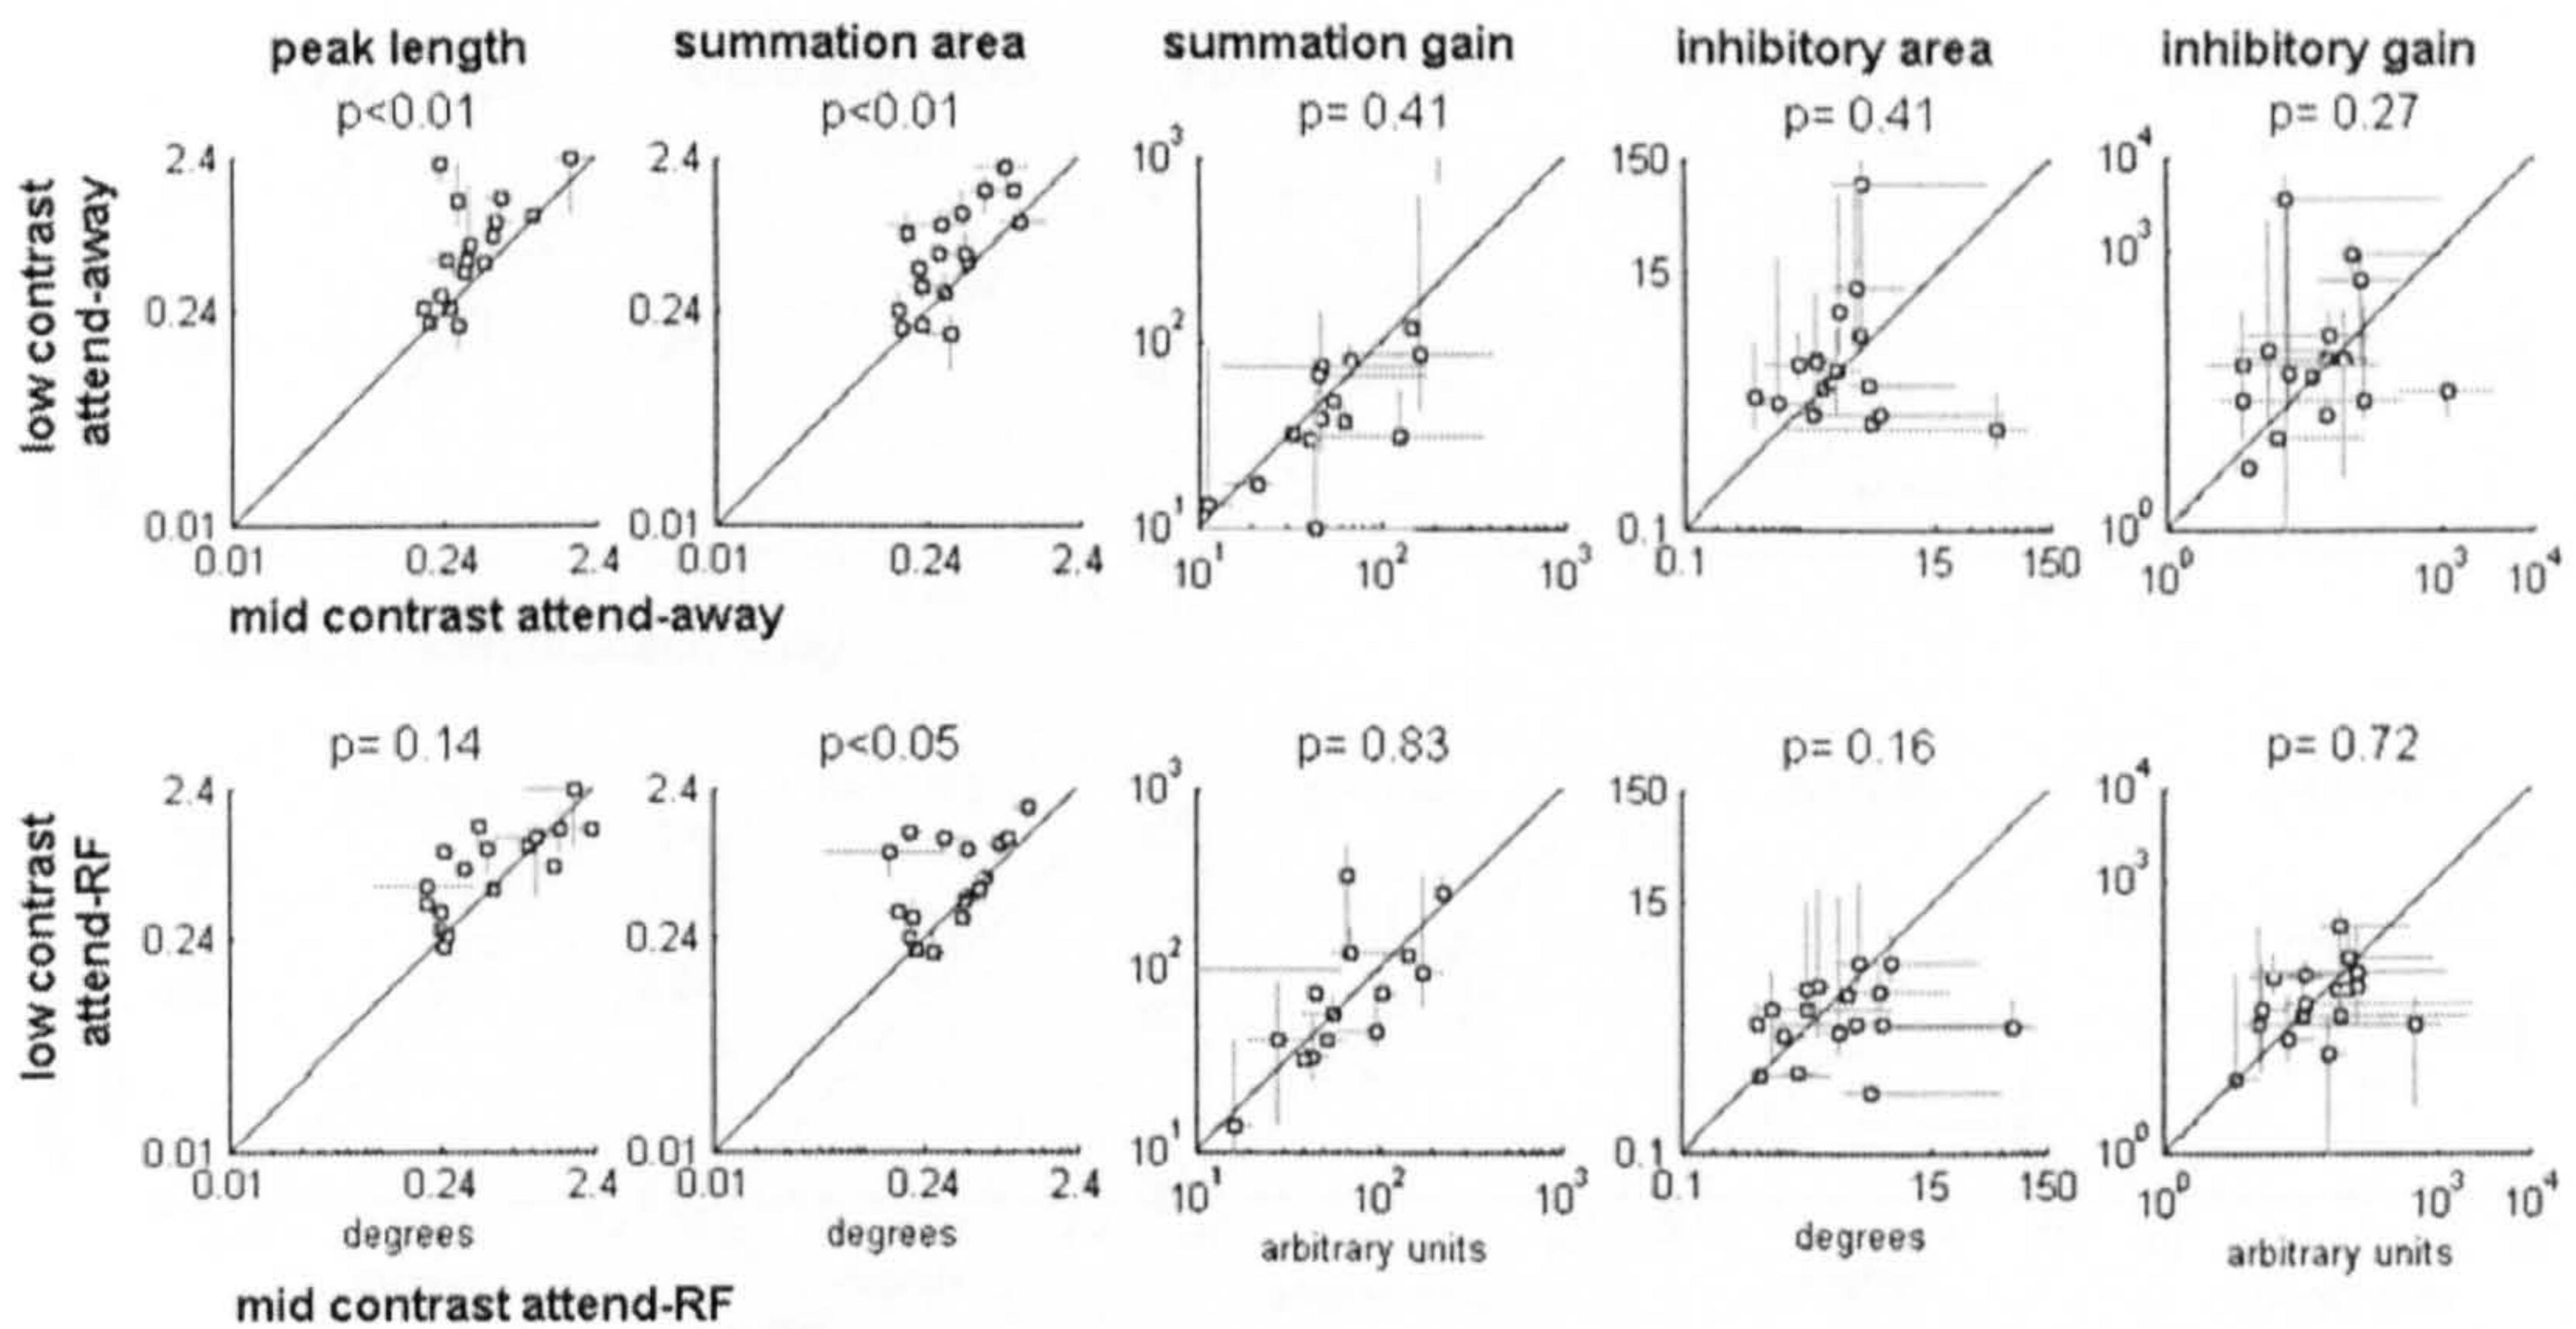 peak length summation area summation gain inhibitory area inhibitory gain
p<0.01 p<0.01 p= 0.41 p= 0.41 p= 0.27
low contrast
attend-away
2.4 2.4 10³ 150 10⁴
15 10³
0.24 0.24 10²
0.01 0.01 10¹ 0.1 10⁰
0.01 0.24 2.4 0.01 0.24 2.4 10¹ 10² 10³ 0.1 15 150 10⁰ 10³ 10⁴
mid contrast attend-away
p= 0.14 p<0.05 p= 0.83 p= 0.16 p= 0.72
low contrast
attend-RF
2.4 2.4 10³ 150 10⁴
15 10³
0.24 0.24 10²
0.01 0.01 10¹ 0.1 10⁰
0.01 0.24 2.4 0.01 0.24 2.4 10¹ 10² 10³ 0.1 15 150 10⁰ 10³ 10⁴
degrees degrees arbitrary units degrees arbitrary units
mid contrast attend-RF